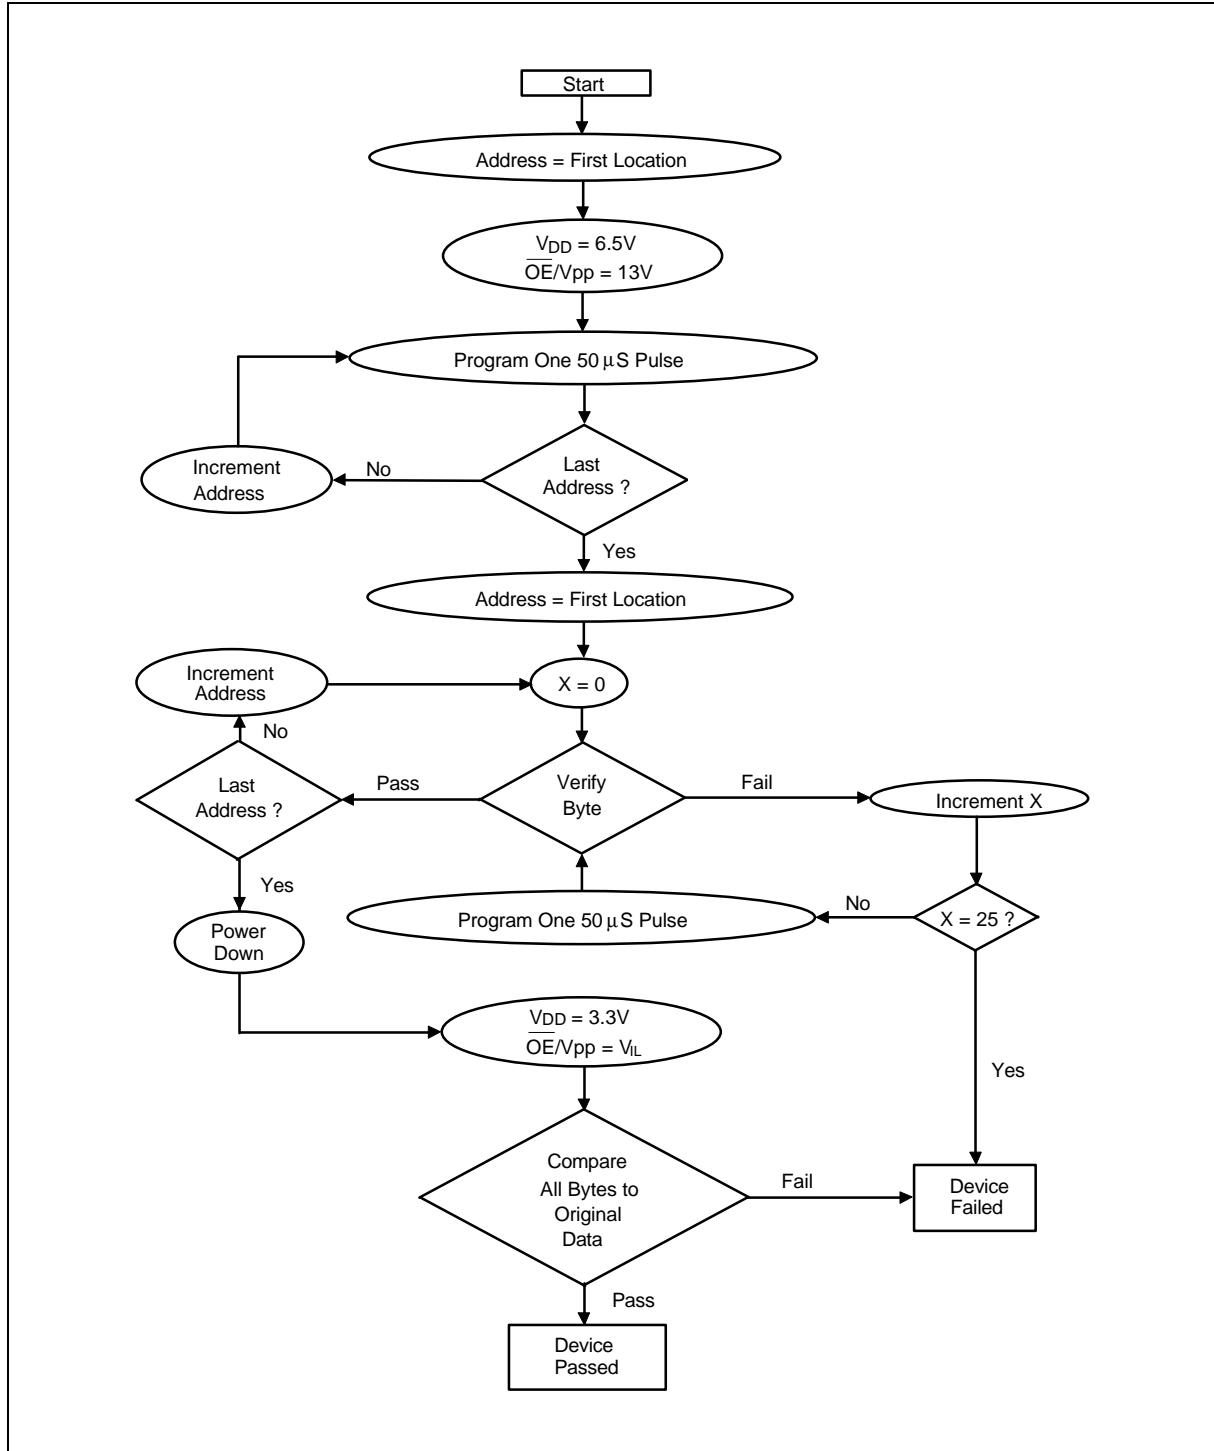 Start
Address = First Location
VDD = 6.5V
OE/Vpp = 13V
Program One 50 μS Pulse
Increment
Address
No
Last
Address ?
Yes
Address = First Location
Increment
Address
X = 0
No
Last
Address ?
Pass
Verify
Byte
Fail
Increment X
Yes
Program One 50 μS Pulse
No
X = 25 ?
Power
Down
VDD = 3.3V
OE/Vpp = VIL
Yes
Compare
All Bytes to
Original
Data
Fail
Device
Failed
Pass
Device
Passed